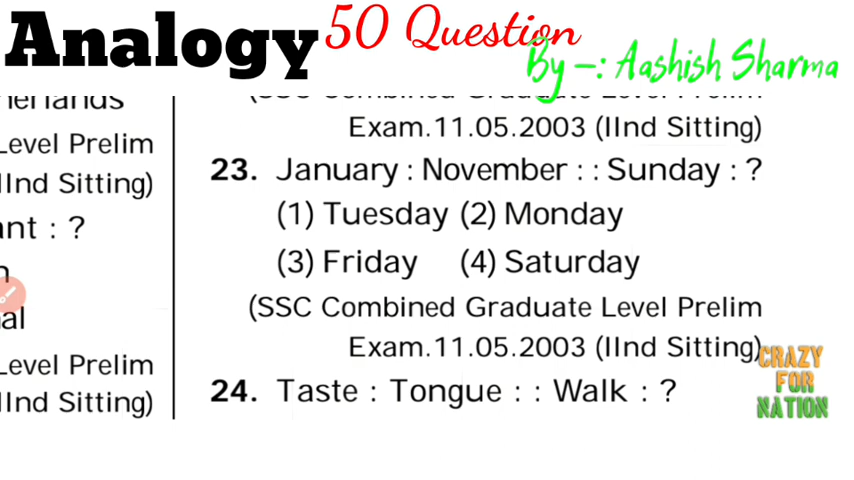 Analogy 50 Question
By -: Aashish Sharma
Level Prelim
IInd Sitting)
: ?
Level Prelim
IInd Sitting)
Exam.11.05.2003 (IInd Sitting)
23. January : November : : Sunday : ?
(1) Tuesday (2) Monday
(3) Friday (4) Saturday
(SSC Combined Graduate Level Prelim
Exam.11.05.2003 (IInd Sitting)
24. Taste : Tongue : : Walk : ?
CRAZY
FOR
NATION